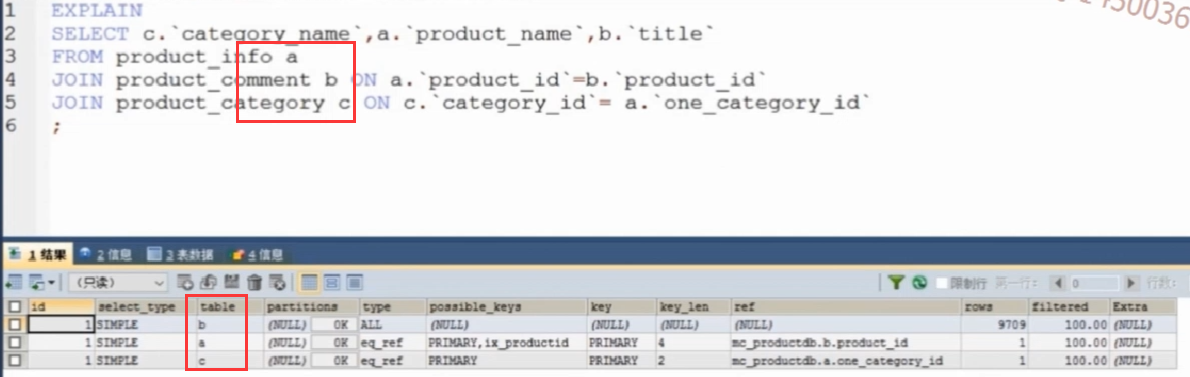 1450036
1 EXPLAIN
2 SELECT c.`category_name`,a.`product_name`,b.`title`
3 FROM product_info a
4 JOIN product_comment b ON a.`product_id`=b.`product_id`
5 JOIN product_category c ON c.`category_id`= a.`one_category_id`
6 ;
1 结果 2 信息 3 表数据 4 信息
(只读) 限制行 第一行: 0 行数:
id select_type table partitions type possible_keys key key_len ref rows filtered Extra
1 SIMPLE b (NULL) OK ALL (NULL) (NULL) (NULL) (NULL) 9709 100.00 (NULL)
1 SIMPLE a (NULL) OK eq_ref PRIMARY,ix_productid PRIMARY 4 mc_productdb.b.product_id 1 100.00 (NULL)
1 SIMPLE c (NULL) OK eq_ref PRIMARY PRIMARY 2 mc_productdb.a.one_category_id 1 100.00 (NULL)